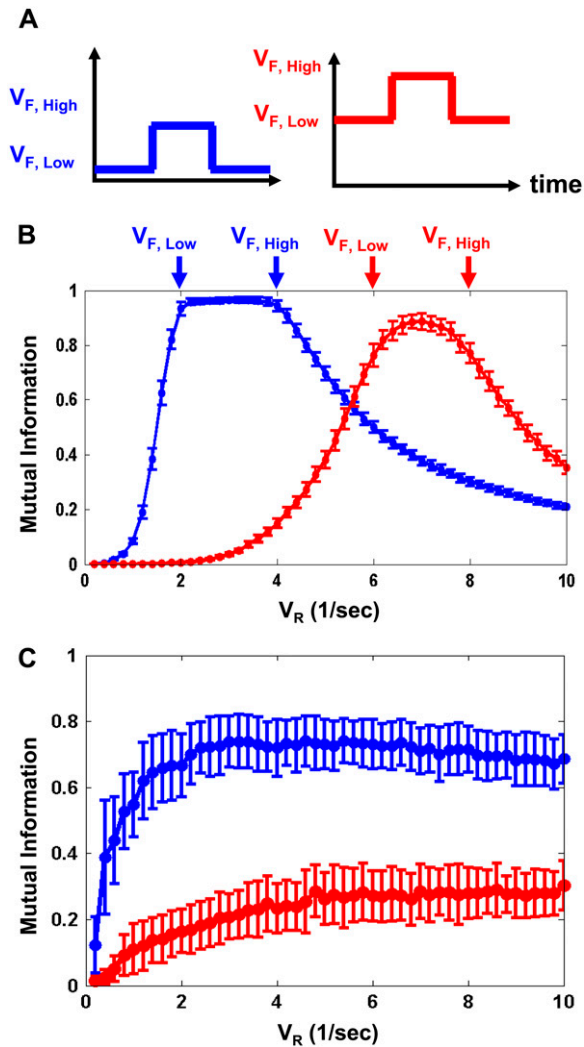 A
V_F, High
V_F, Low
V_F, High
V_F, Low
time
B
V_F, Low
V_F, High
V_F, Low
V_F, High
Mutual Information
1
0.8
0.6
0.4
0.2
0
0 2 4 6 8 10
V_R (1/sec)
C
Mutual Information
1
0.8
0.6
0.4
0.2
0
0 2 4 6 8 10
V_R (1/sec)